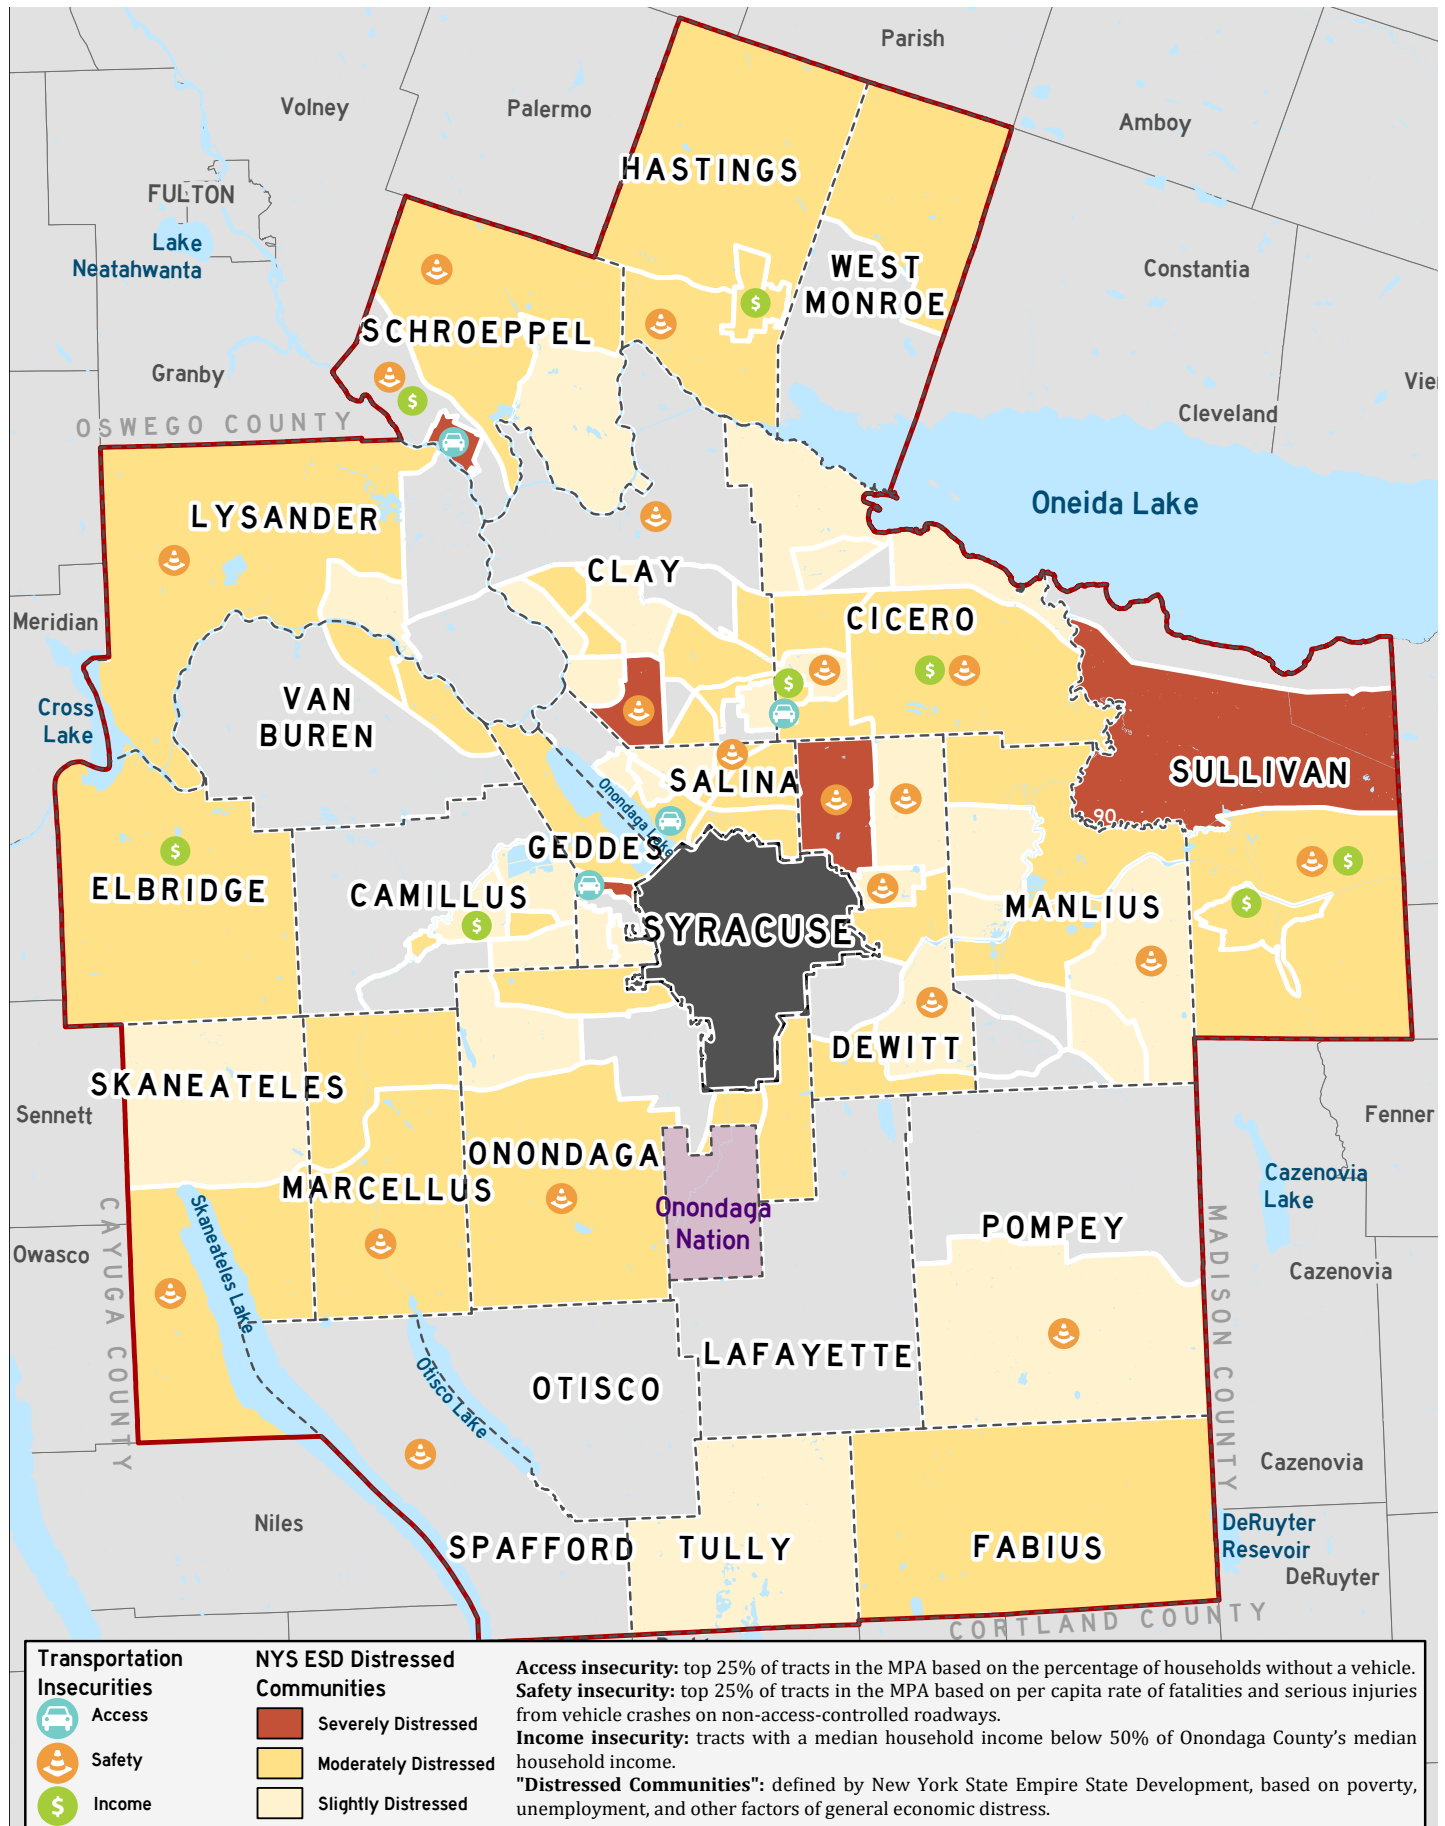 Parish
Volney
Palermo
Amboy
HASTINGS
FULTON
Lake
Neatahwanta
WEST
MONROE
Constantia
SCHROEPPEL
Granby
Cleveland
OSWEGO COUNTY
Oneida Lake
LYSANDER
CLAY
CICERO
Meridian
VAN
BUREN
Cross
Lake
SULLIVAN
SALINA
Onondaga Lake
90
GEDDES
ELBRIDGE
CAMILLUS
MANLIUS
SYRACUSE
DEWITT
SKANEATELES
Sennett
Fenner
ONONDAGA
MARCELLUS
Cazenovia
Lake
Onondaga
Nation
Skaneateles Lake
CAYUGA COUNTY
POMPEY
MADISON COUNTY
Owasco
Cazenovia
LAFAYETTE
OTISCO
Otisco Lake
Cazenovia
Niles
SPAFFORD
TULLY
FABIUS
DeRuyter
Resevoir
DeRuyter
CORTLAND COUNTY
Transportation
Insecurities
Access
Safety
Income
NYS ESD Distressed
Communities
Severely Distressed
Moderately Distressed
Slightly Distressed
Access insecurity: top 25% of tracts in the MPA based on the percentage of households without a vehicle.
Safety insecurity: top 25% of tracts in the MPA based on per capita rate of fatalities and serious injuries
from vehicle crashes on non-access-controlled roadways.
Income insecurity: tracts with a median household income below 50% of Onondaga County's median
household income.
"Distressed Communities": defined by New York State Empire State Development, based on poverty,
unemployment, and other factors of general economic distress.